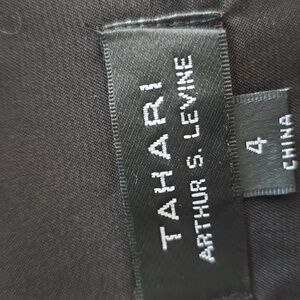 TAHARI
ARTHUR S. LEVINE
4
CHINA